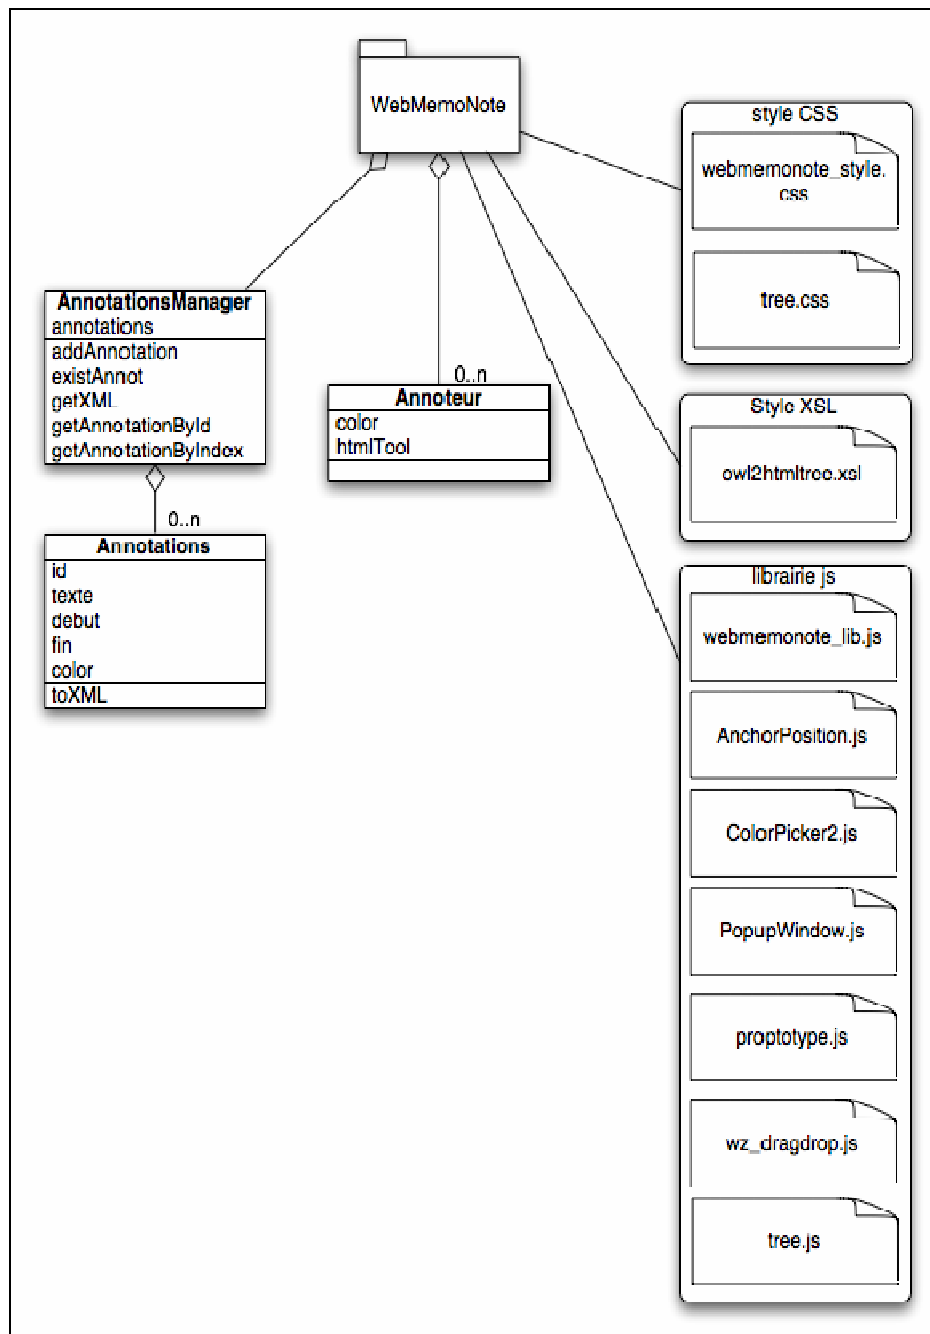 WebMemoNote
style CSS
webmemonote_style.
css
tree.css
AnnotationsManager
annotations
addAnnotation
existAnnot
getXML
getAnnotationById
getAnnotationByIndex
0..n
Annoteur
color
htmlTool
Style XSL
owl2htmltree.xsl
0..n
Annotations
id
texte
debut
fin
color
toXML
librairie js
webmemonote_lib.js
AnchorPosition.js
ColorPicker2.js
PopupWindow.js
proptotype.js
wz_dragdrop.js
tree.js